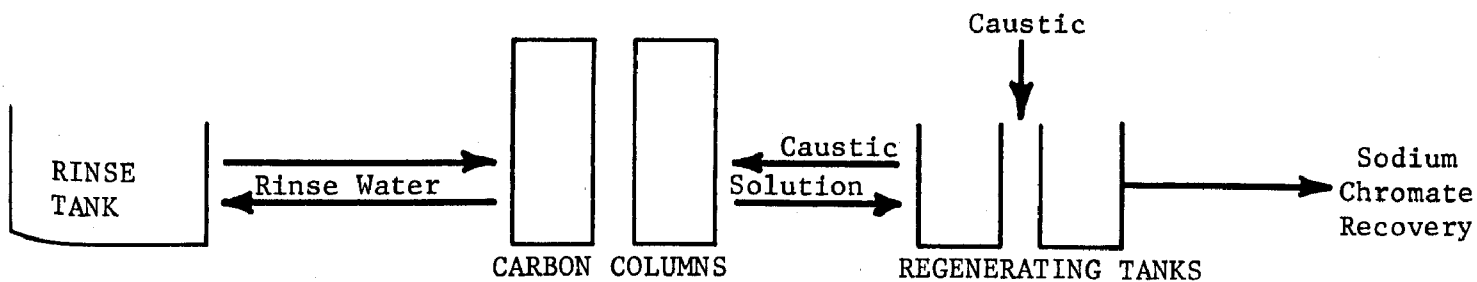 Caustic
RINSE
TANK
Rinse Water
Caustic
Solution
Sodium
Chromate
Recovery
CARBON COLUMNS
REGENERATING TANKS